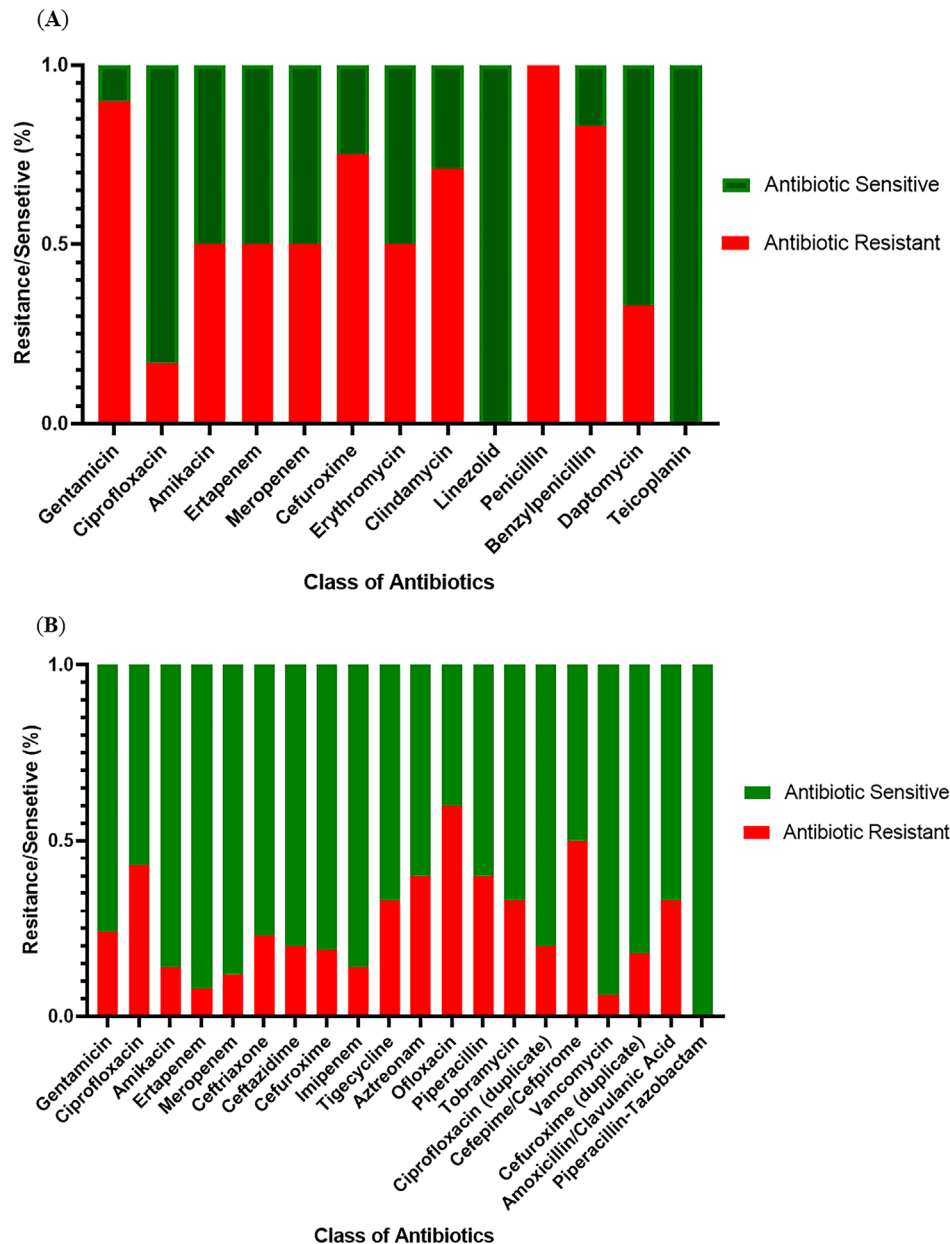 (A)
Resitance/Sensetive (%)
1.0
0.5
0.0
Antibiotic Sensitive
Antibiotic Resistant
Gentamicin
Ciprofloxacin
Amikacin
Ertapenem
Meropenem
Cefuroxime
Erythromycin
Clindamycin
Linezolid
Penicillin
Benzylpenicillin
Daptomycin
Teicoplanin
Class of Antibiotics
(B)
Resitance/Sensetive (%)
1.0
0.5
0.0
Antibiotic Sensitive
Antibiotic Resistant
Gentamicin
Ciprofloxacin
Amikacin
Ertapenem
Meropenem
Ceftriaxone
Ceftazidime
Cefuroxime
Imipenem
Tigecycline
Aztreonam
Ofloxacin
Piperacillin
Tobramycin
Ciprofloxacin (duplicate)
Cefepime/Cefpirome
Vancomycin
Cefuroxime (duplicate)
Amoxicillin/Clavulanic Acid
Piperacillin-Tazobactam
Class of Antibiotics